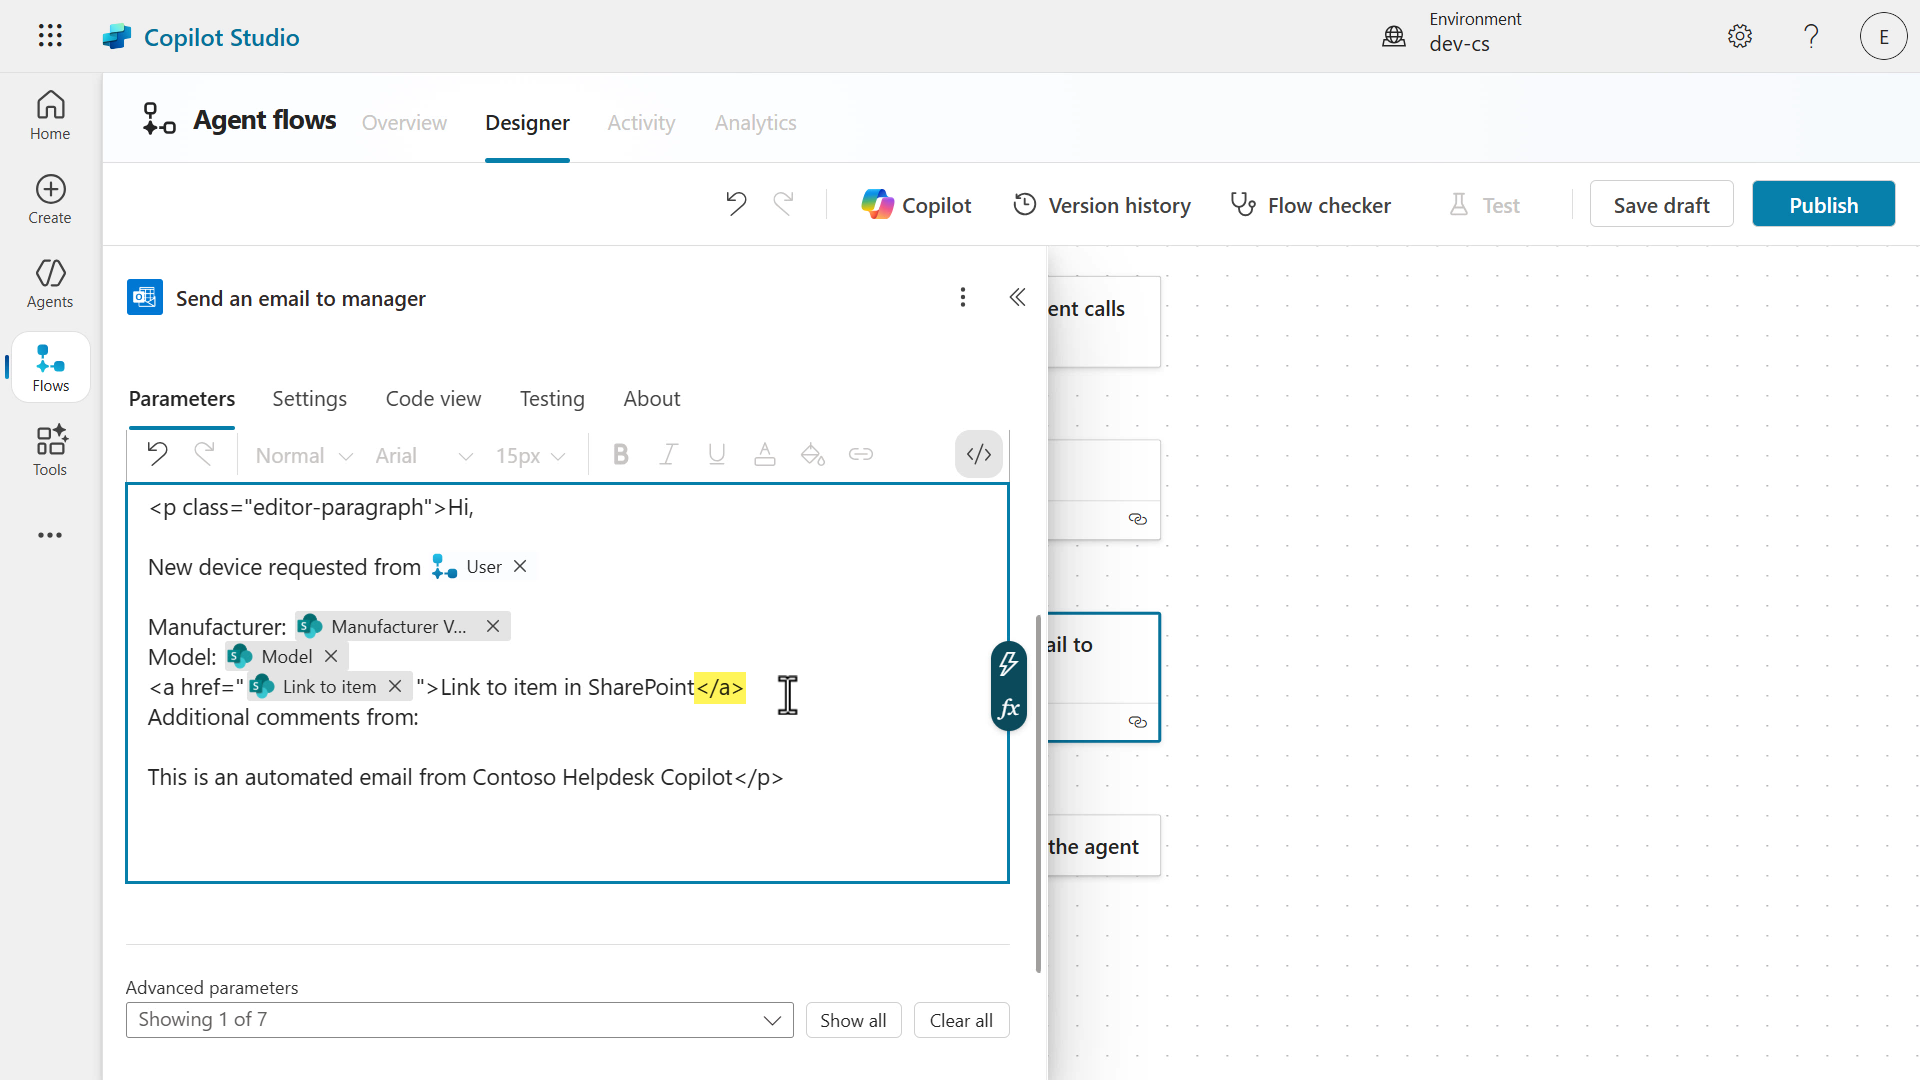 Copilot Studio
Environment
dev-cs
E
Home
Create
Agents
Flows
Tools
Agent flows
Overview
Designer
Activity
Analytics
Copilot
Version history
Flow checker
Test
Save draft
Publish
Send an email to manager
Parameters
Settings
Code view
Testing
About
Normal
Arial
15px
B
I
U
A
</>
<p class="editor-paragraph">Hi,
New device requested from User
Manufacturer: Manufacturer V...
Model: Model
<a href=" Link to item ">Link to item in SharePoint</a>
Additional comments from:
This is an automated email from Contoso Helpdesk Copilot</p>
fx
Advanced parameters
Showing 1 of 7
Show all
Clear all
ent calls
ail to
the agent